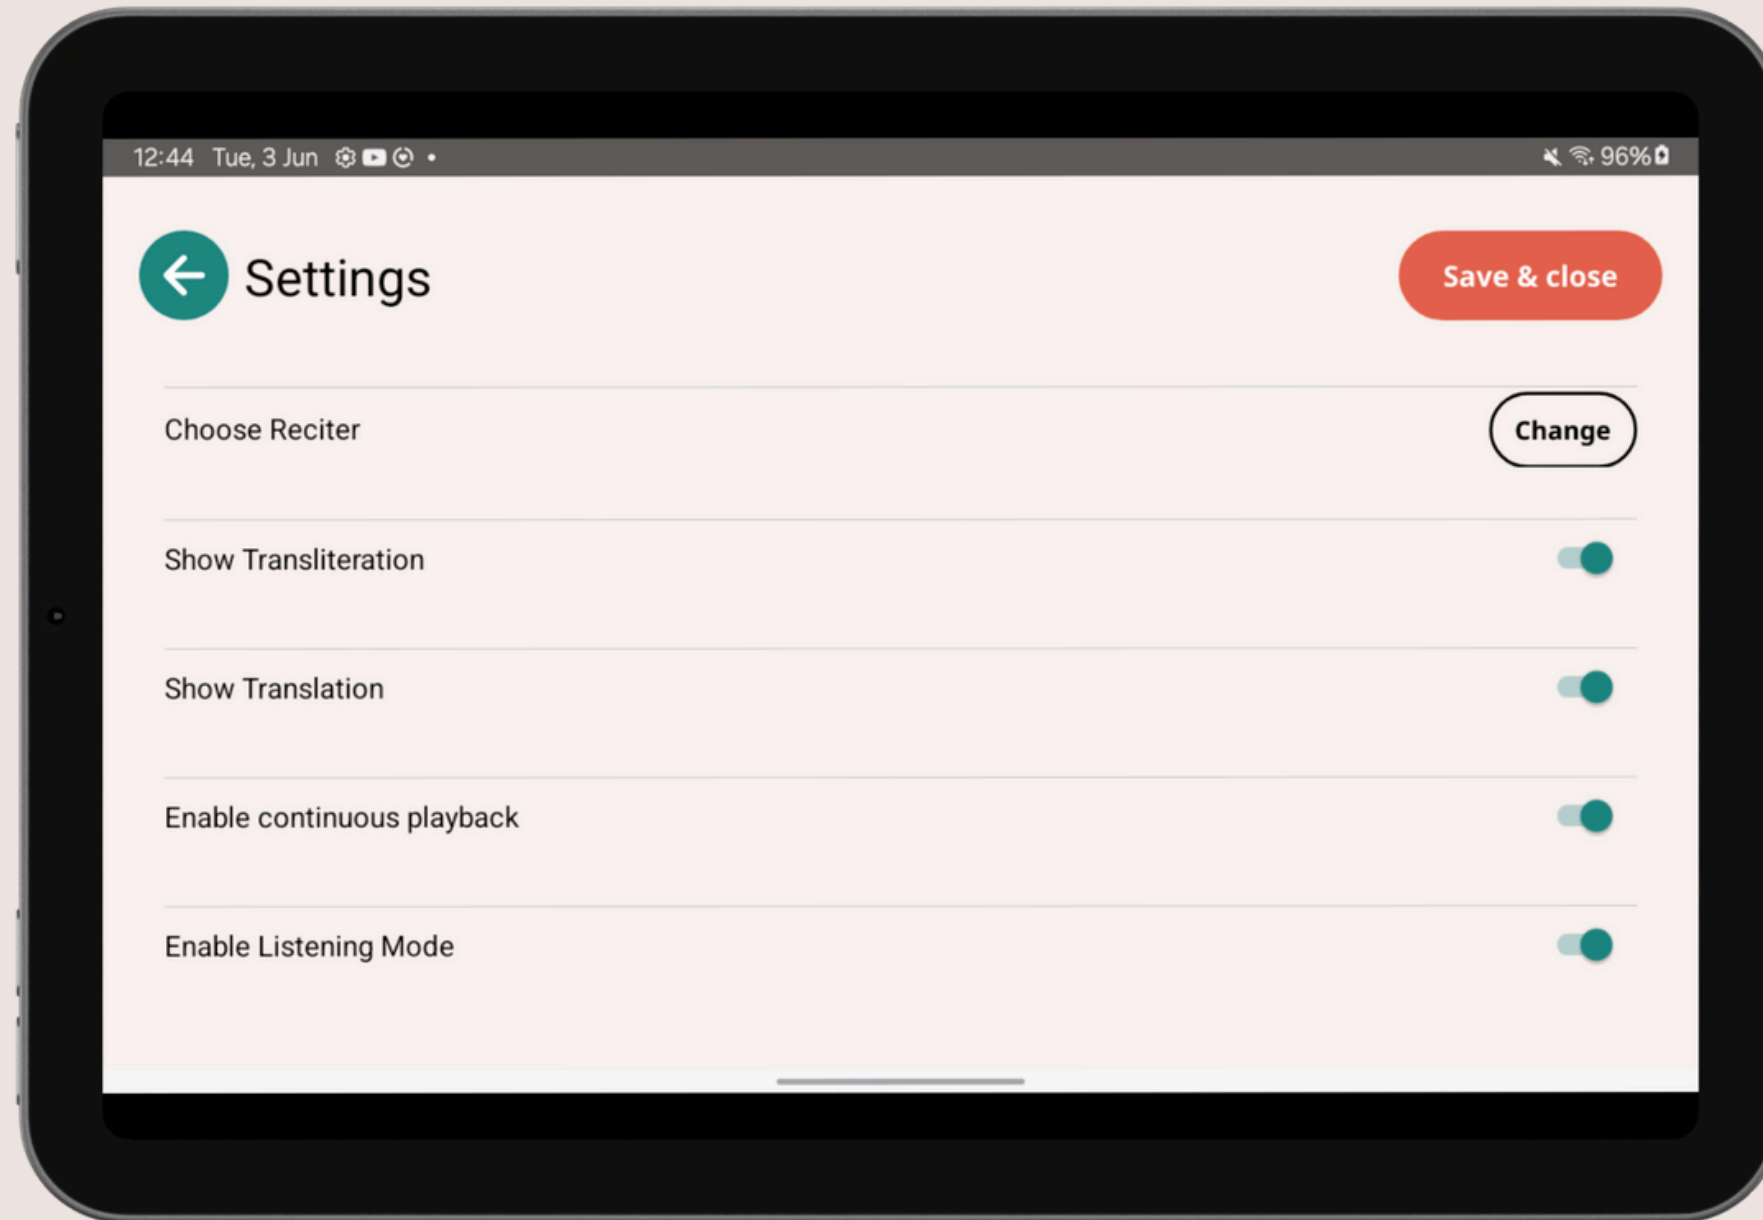 12:44 Tue, 3 Jun 96%
Settings
Save & close
Choose Reciter
Change
Show Transliteration
Show Translation
Enable continuous playback
Enable Listening Mode